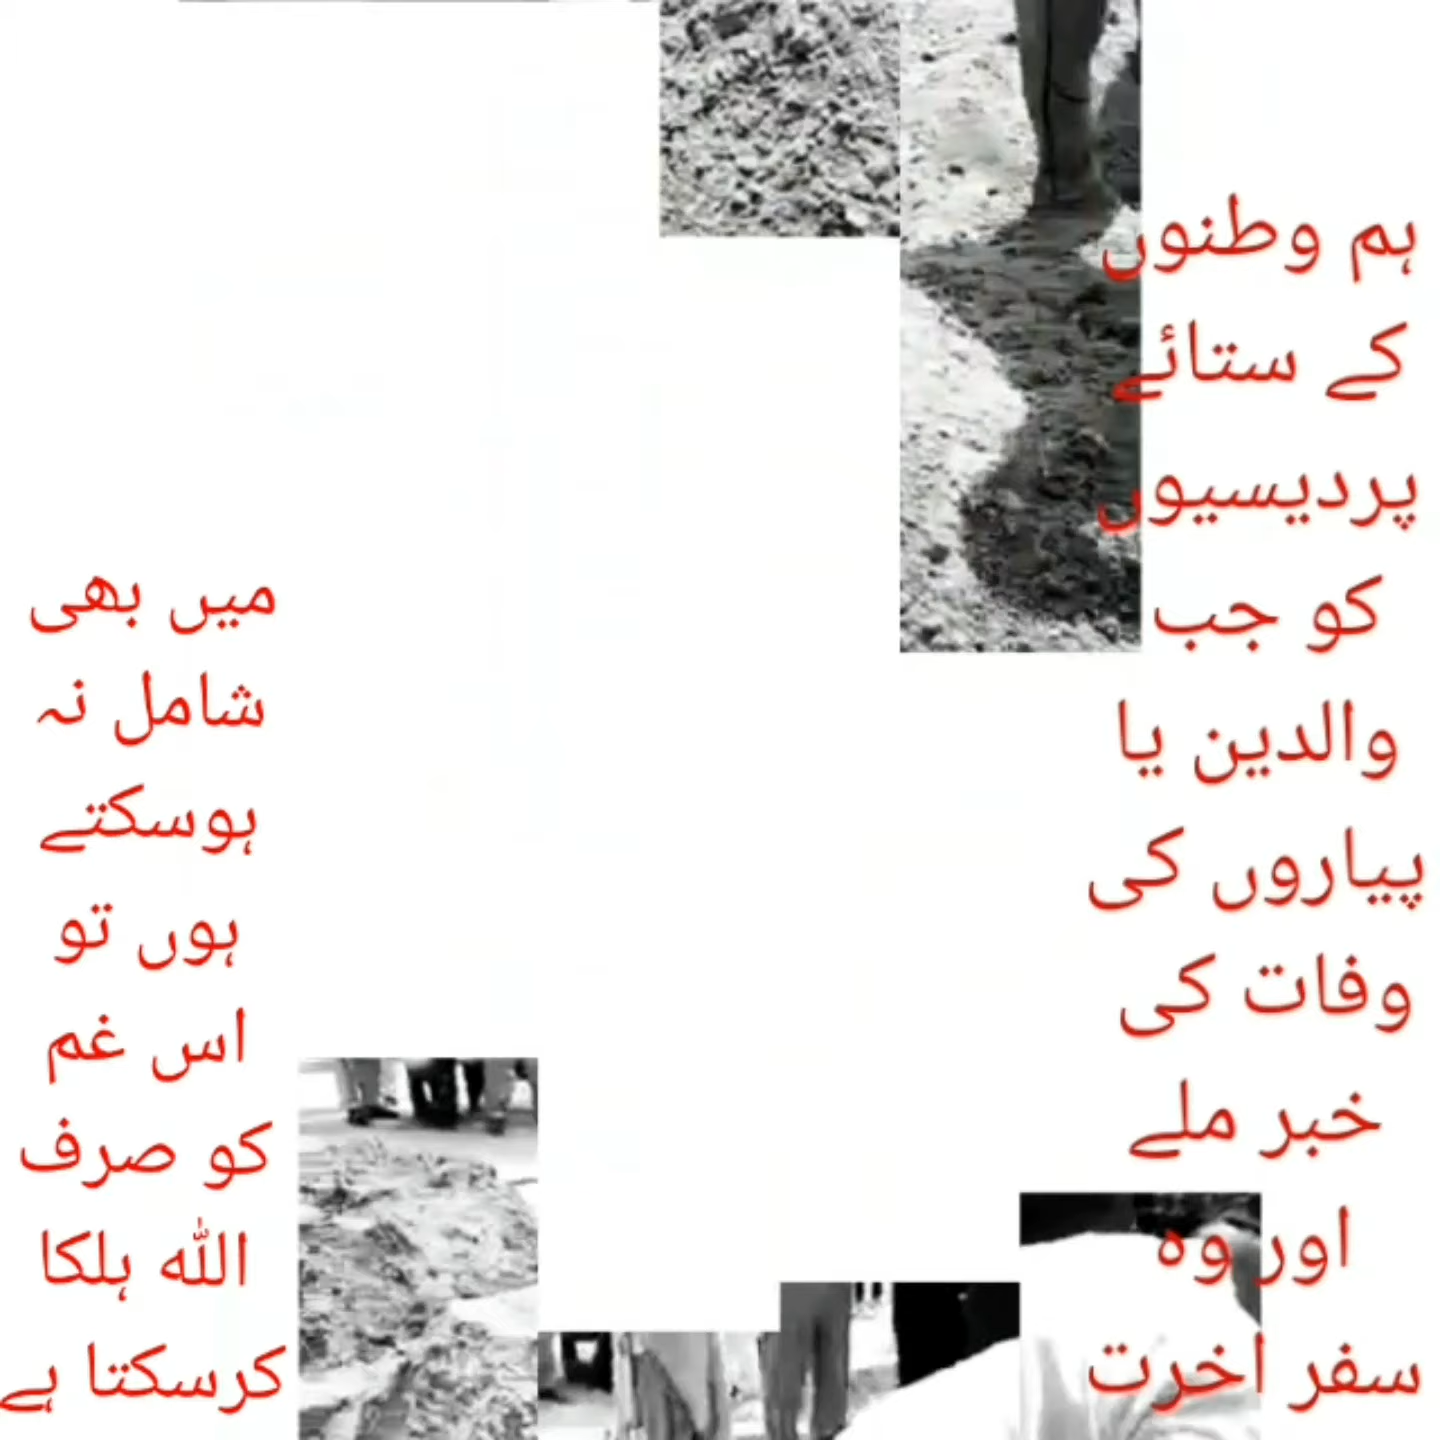 ہم وطنوں
کے ستائے
پردیسیوں
کو جب
والدین یا
پیاروں کی
وفات کی
خبر ملے
اور وہ
سفر اخرت
میں بھی
شامل نہ
ہوسکتے
ہوں تو
اس غم
کو صرف
اللہ ہلکا
کرسکتا ہے